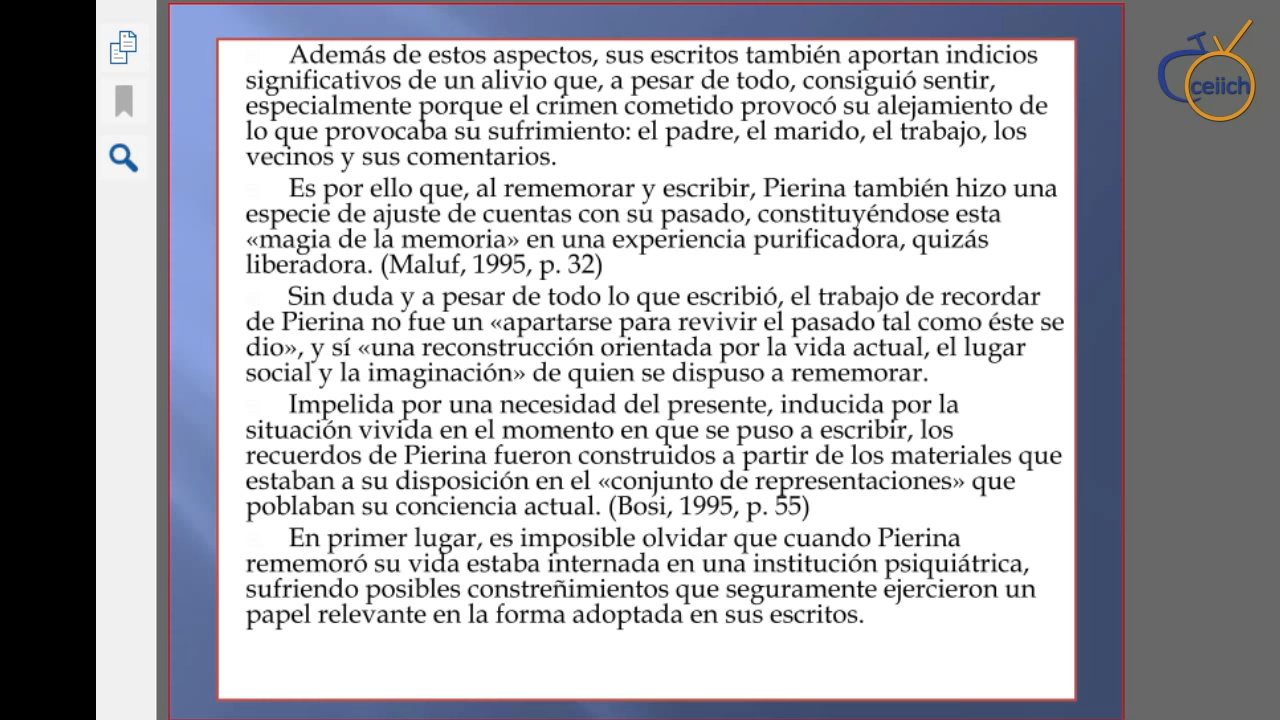 ceiich
Además de estos aspectos, sus escritos también aportan indicios
significativos de un alivio que, a pesar de todo, consiguió sentir,
especialmente porque el crimen cometido provocó su alejamiento de
lo que provocaba su sufrimiento: el padre, el marido, el trabajo, los
vecinos y sus comentarios.
Es por ello que, al rememorar y escribir, Pierina también hizo una
especie de ajuste de cuentas con su pasado, constituyéndose esta
«magia de la memoria» en una experiencia purificadora, quizás
liberadora. (Maluf, 1995, p. 32)
Sin duda y a pesar de todo lo que escribió, el trabajo de recordar
de Pierina no fue un «apartarse para revivir el pasado tal como éste se
dio», y sí «una reconstrucción orientada por la vida actual, el lugar
social y la imaginación» de quien se dispuso a rememorar.
Impelida por una necesidad del presente, inducida por la
situación vivida en el momento en que se puso a escribir, los
recuerdos de Pierina fueron construidos a partir de los materiales que
estaban a su disposición en el «conjunto de representaciones» que
poblaban su conciencia actual. (Bosi, 1995, p. 55)
En primer lugar, es imposible olvidar que cuando Pierina
rememoró su vida estaba internada en una institución psiquiátrica,
sufriendo posibles constreñimientos que seguramente ejercieron un
papel relevante en la forma adoptada en sus escritos.